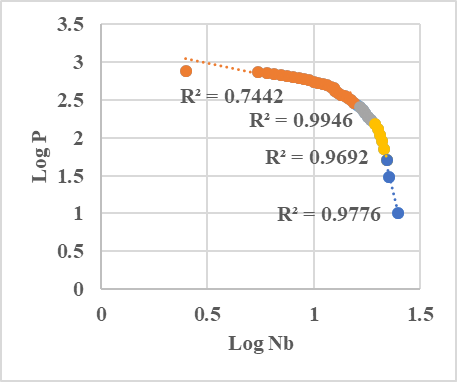 3.5
3
2.5
2
1.5
1
0.5
0
Log P
R² = 0.7442
R² = 0.9946
R² = 0.9692
R² = 0.9776
0 0.5 1 1.5
Log Nb